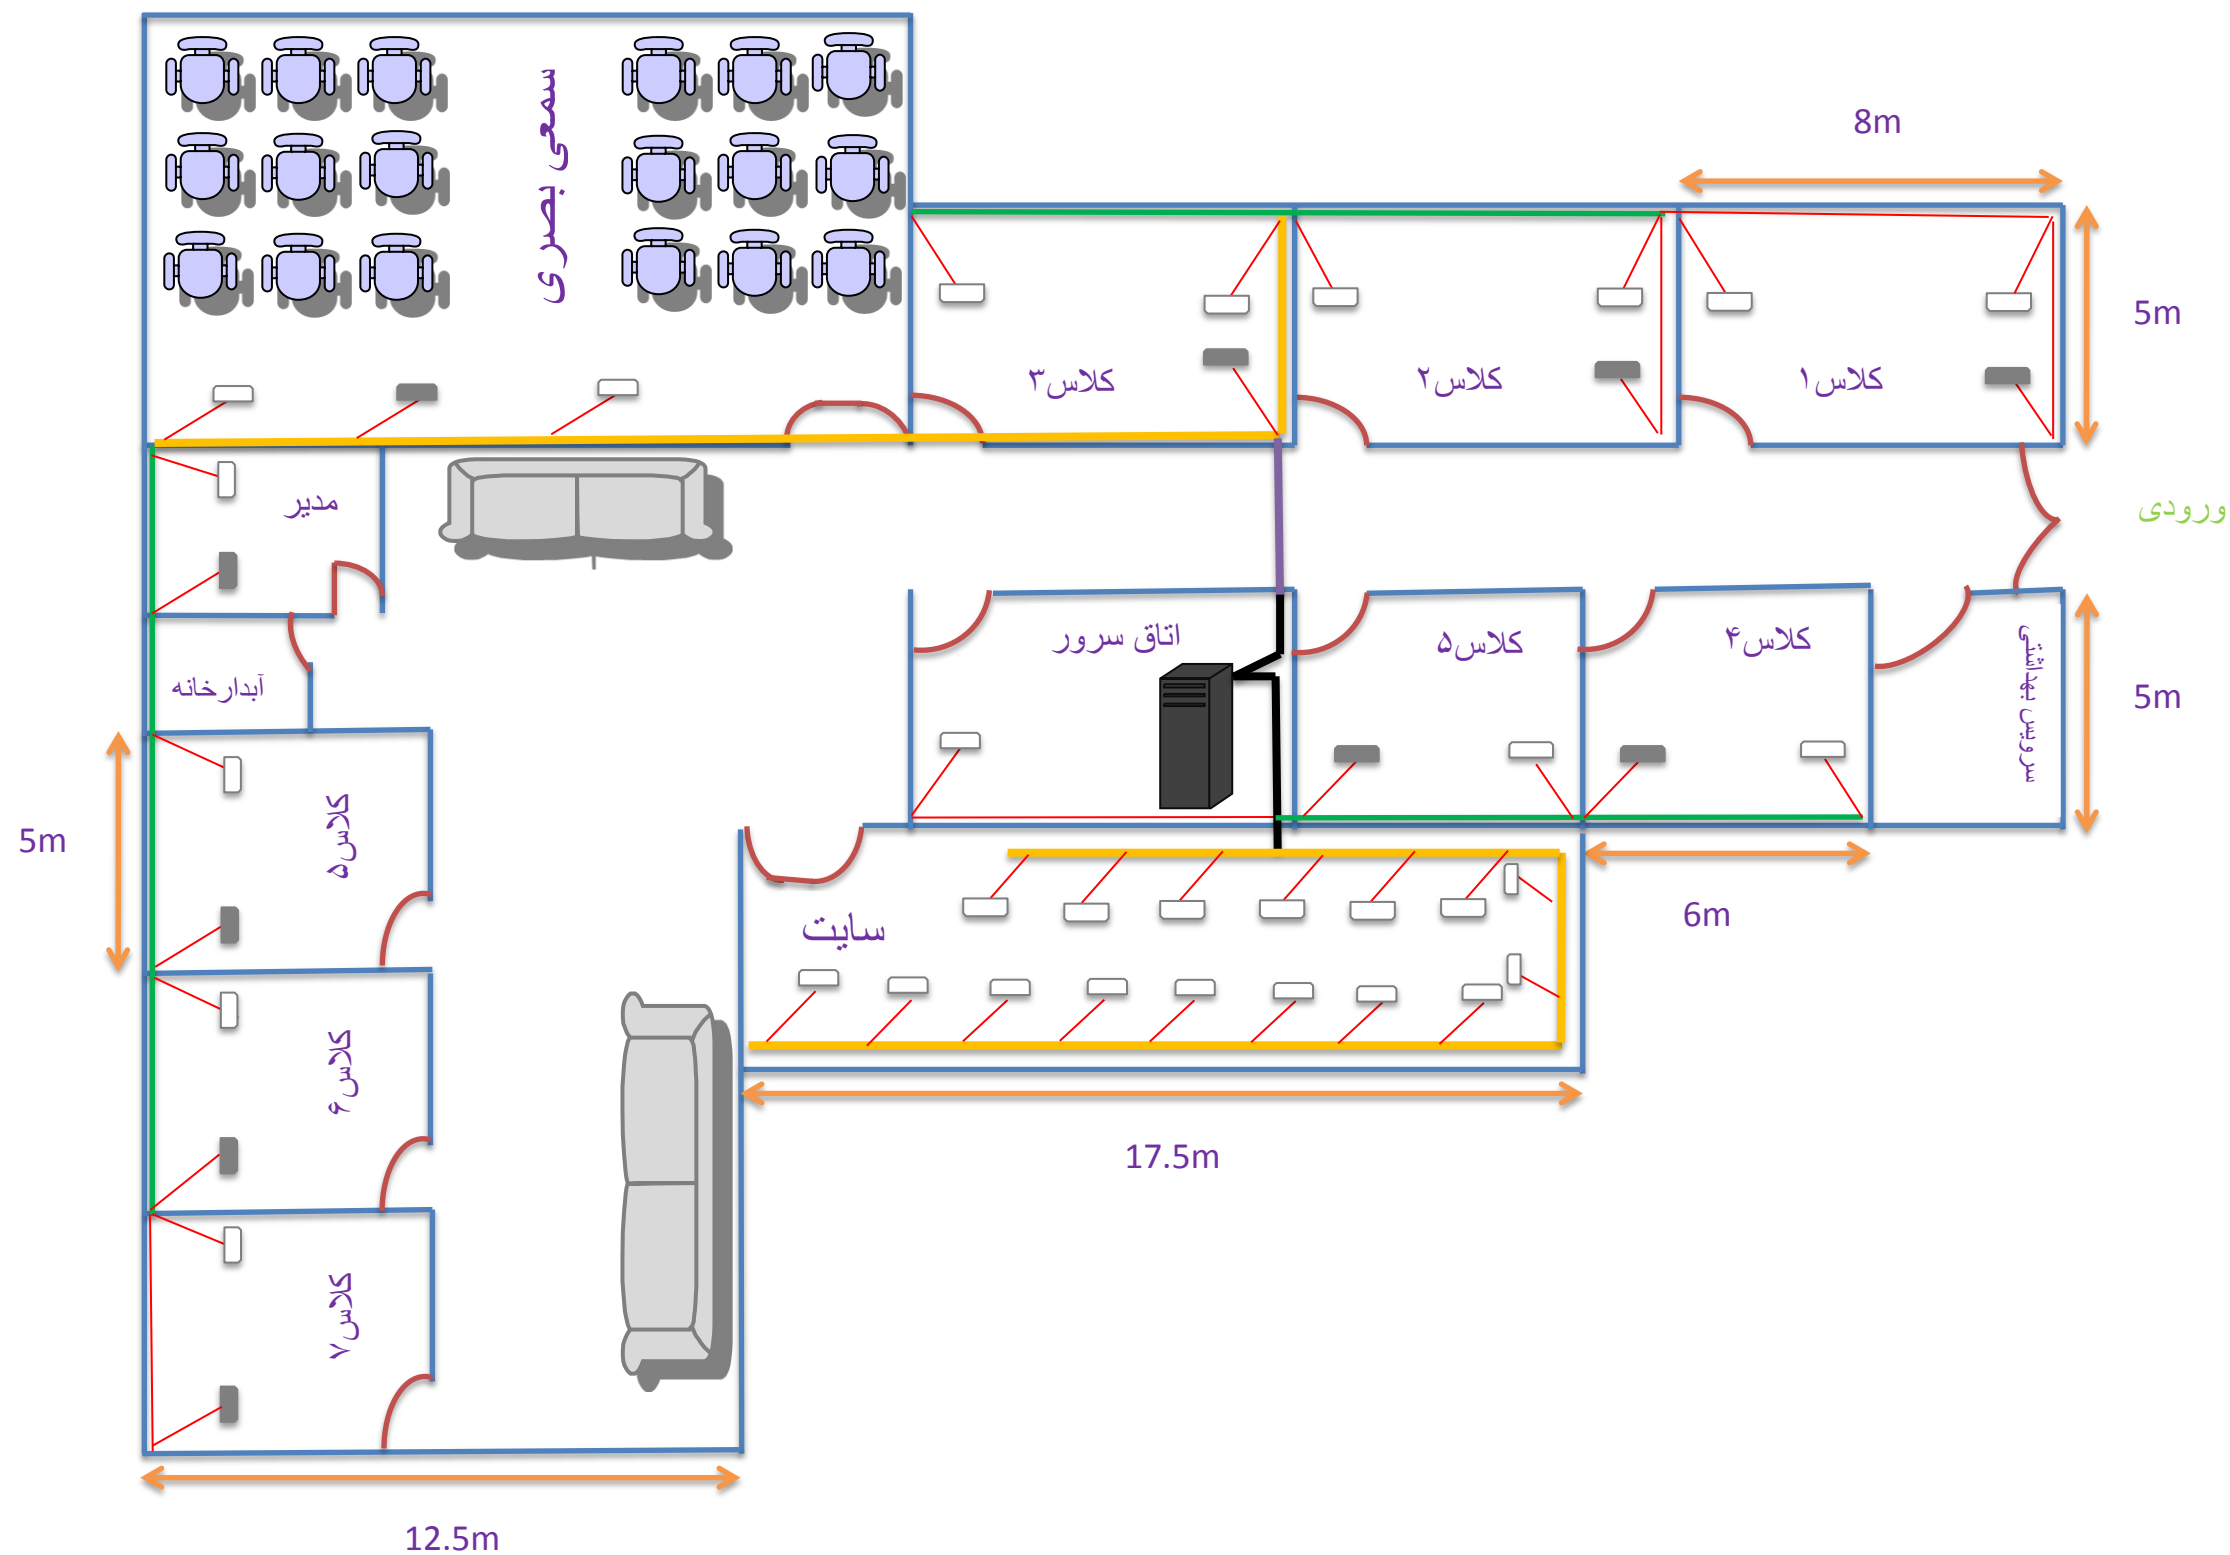 سمعی بصری
8m
5m
کلاس۳
کلاس۲
کلاس۱
مدیر
ورودی
اتاق سرور
کلاس۵
کلاس۴
سرویس بهداشتی
آبدارخانه
5m
5m
کلاس۵
سایت
6m
کلاس۶
17.5m
کلاس۷
12.5m